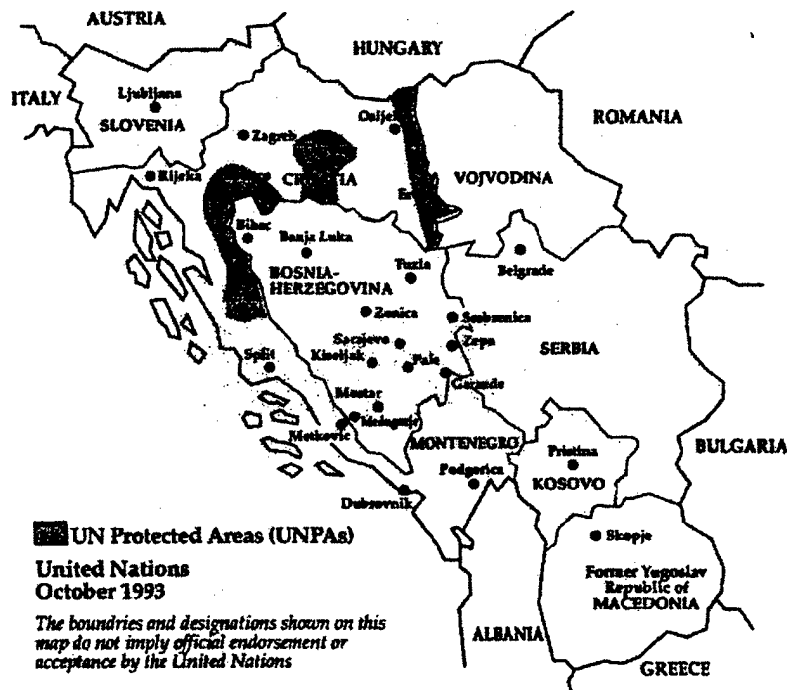 AUSTRIA
HUNGARY
ITALY
Ljubljana
SLOVENIA
ROMANIA
Zagreb
Rijeka
CROATIA
VOJVODINA
Bihac
Banja Luka
BOSNIA-
HERZEGOVINA
Tuzla
Belgrade
Zenica
Srebrenica
Sarajevo
Zepa
SERBIA
Split
Kiseljak
Pale
Gorazde
Mostar
Medugorje
Metkovic
MONTENEGRO
Pristina
BULGARIA
Podgorica
KOSOVO
Dubrovnik
UN Protected Areas (UNPAs)
Skopje
United Nations
October 1993
Former Yugoslav
Republic of
MACEDONIA
The boundries and designations shown on this
map do not imply official endorsement or
acceptance by the United Nations
ALBANIA
GREECE